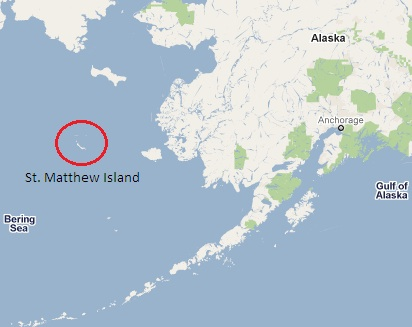 Alaska
Anchorage
St. Matthew Island
Gulf of
Alaska
Bering
Sea